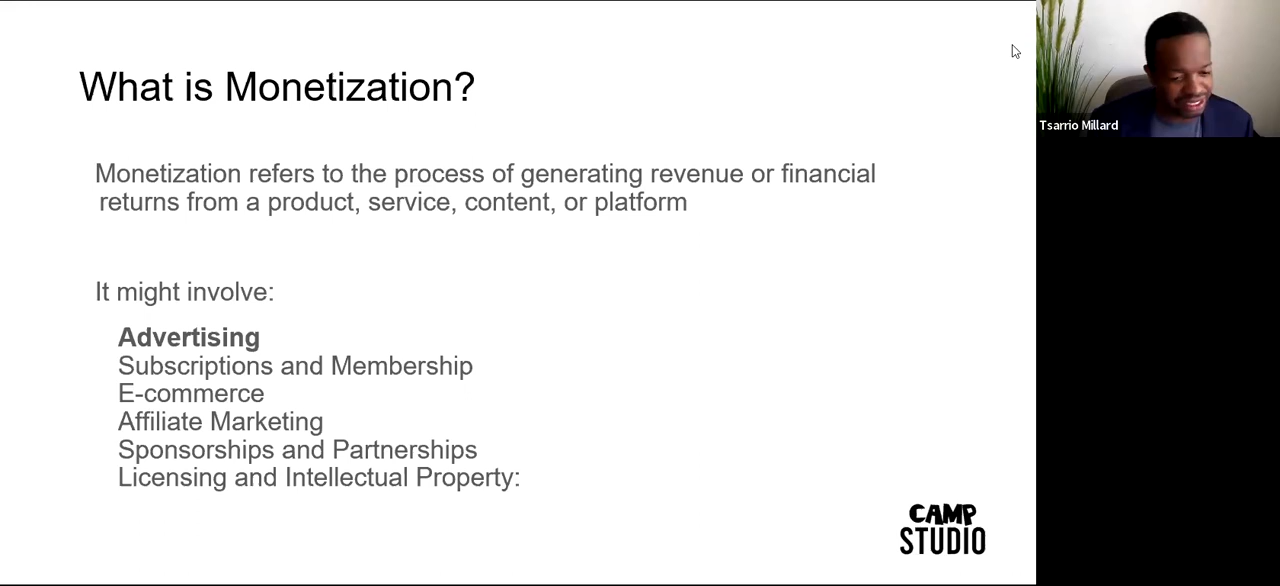 What is Monetization?
Monetization refers to the process of generating revenue or financial
returns from a product, service, content, or platform
It might involve:
Advertising
Subscriptions and Membership
E-commerce
Affiliate Marketing
Sponsorships and Partnerships
Licensing and Intellectual Property:
CAMP
STUDIO
Tsarrio Millard